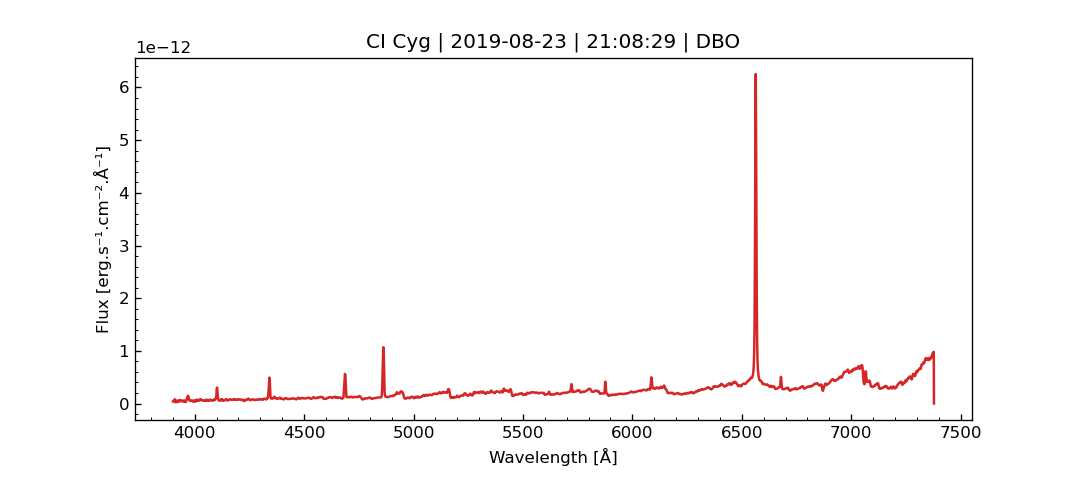 CI Cyg | 2019-08-23 | 21:08:29 | DBO
1e−12
6
5
4
3
2
1
0
Flux [erg.s⁻¹.cm⁻².Å⁻¹]
4000 4500 5000 5500 6000 6500 7000 7500
Wavelength [Å]